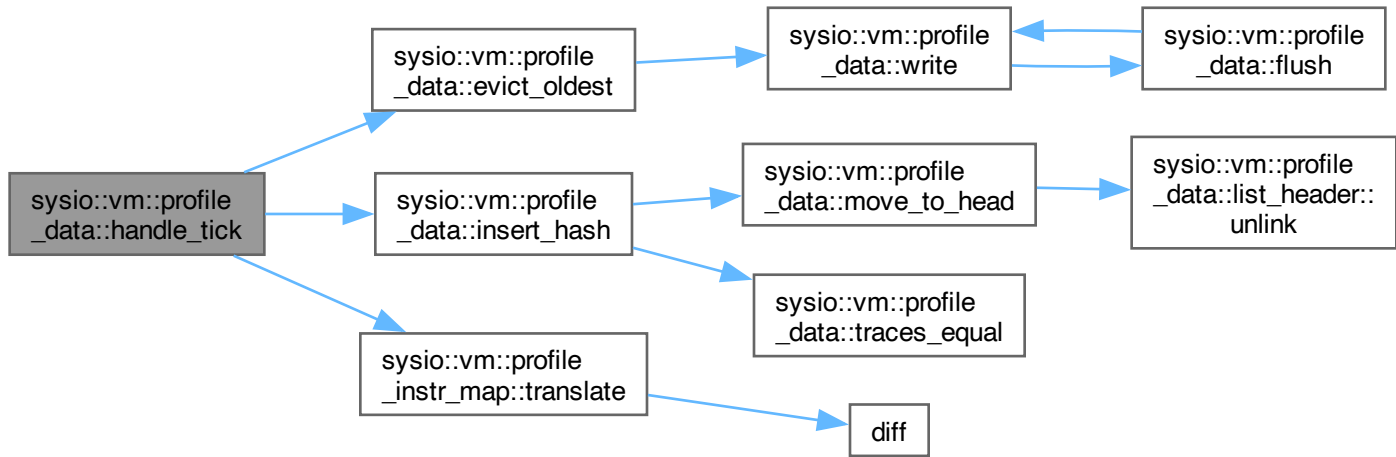 sysio::vm::profile
_data::handle_tick
sysio::vm::profile
_data::evict_oldest
sysio::vm::profile
_data::write
sysio::vm::profile
_data::flush
sysio::vm::profile
_data::insert_hash
sysio::vm::profile
_data::move_to_head
sysio::vm::profile
_data::list_header::
unlink
sysio::vm::profile
_data::traces_equal
sysio::vm::profile
_instr_map::translate
diff